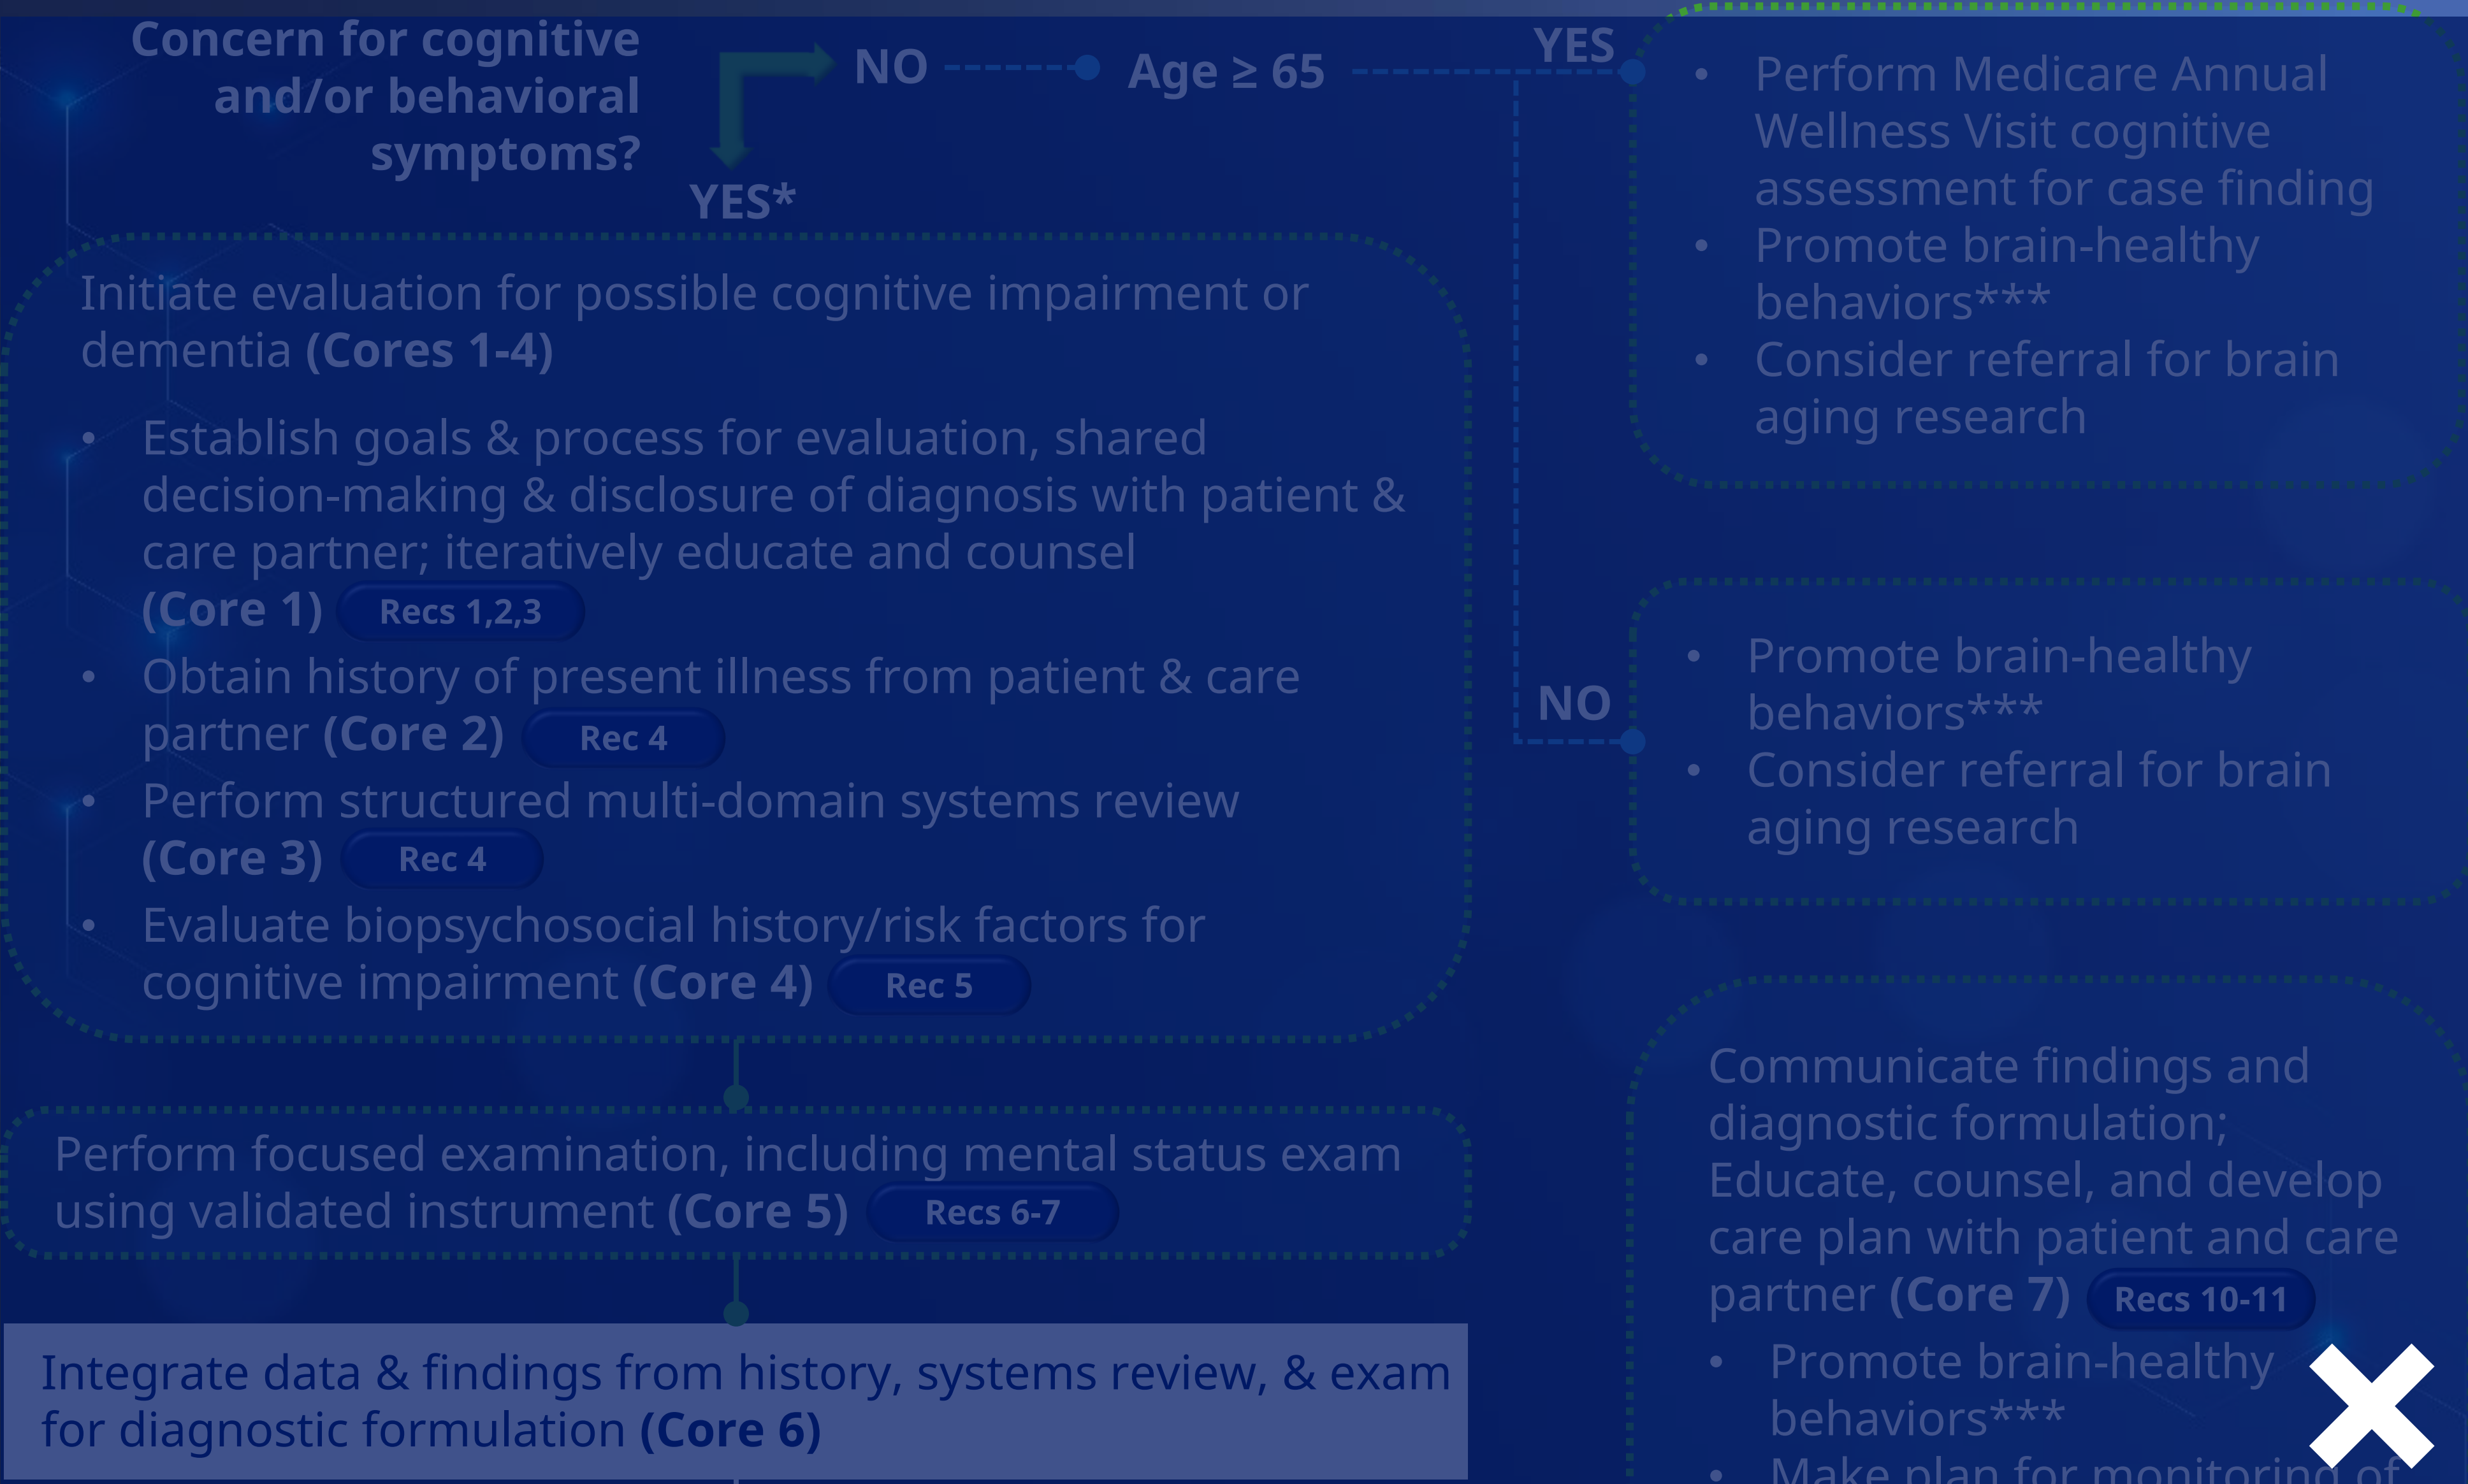 Concern for cognitive
and/or behavioral
symptoms?
NO
Age ≥ 65
YES
YES*
Initiate evaluation for possible cognitive impairment or
dementia (Cores 1-4)
• Establish goals & process for evaluation, shared
decision-making & disclosure of diagnosis with patient &
care partner; iteratively educate and counsel
(Core 1) Recs 1,2,3
• Obtain history of present illness from patient & care
partner (Core 2) Rec 4
• Perform structured multi-domain systems review
(Core 3) Rec 4
• Evaluate biopsychosocial history/risk factors for
cognitive impairment (Core 4) Rec 5
Perform focused examination, including mental status exam
using validated instrument (Core 5) Recs 6-7
Integrate data & findings from history, systems review, & exam
for diagnostic formulation (Core 6)
• Perform Medicare Annual
Wellness Visit cognitive
assessment for case finding
• Promote brain-healthy
behaviors***
• Consider referral for brain
aging research
NO
• Promote brain-healthy
behaviors***
• Consider referral for brain
aging research
Communicate findings and
diagnostic formulation;
Educate, counsel, and develop
care plan with patient and care
partner (Core 7) Recs 10-11
• Promote brain-healthy
behaviors***
• Make plan for monitoring of